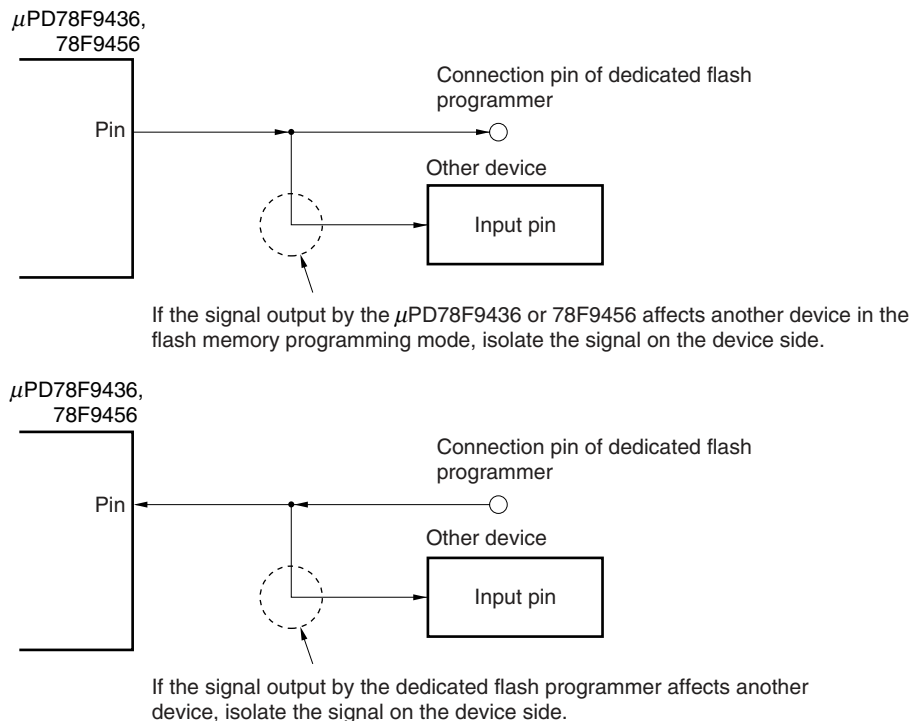 μPD78F9436,
78F9456
Connection pin of dedicated flash
programmer
Pin
Other device
Input pin
If the signal output by the μPD78F9436 or 78F9456 affects another device in the
flash memory programming mode, isolate the signal on the device side.
μPD78F9436,
78F9456
Connection pin of dedicated flash
programmer
Pin
Other device
Input pin
If the signal output by the dedicated flash programmer affects another
device, isolate the signal on the device side.